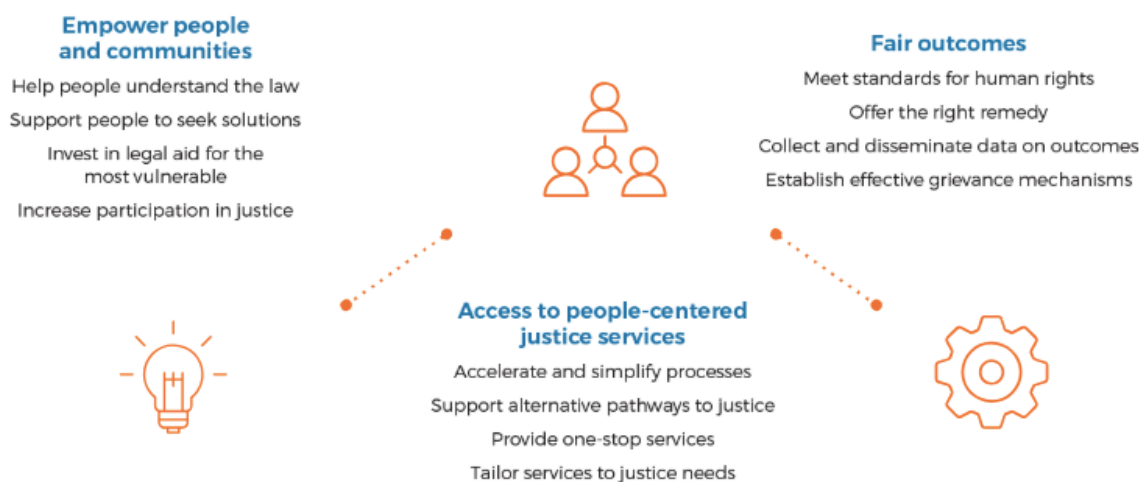 Empower people
and communities
Help people understand the law
Support people to seek solutions
Invest in legal aid for the
most vulnerable
Increase participation in justice
Access to people-centered
justice services
Accelerate and simplify processes
Support alternative pathways to justice
Provide one-stop services
Tailor services to justice needs
Fair outcomes
Meet standards for human rights
Offer the right remedy
Collect and disseminate data on outcomes
Establish effective grievance mechanisms